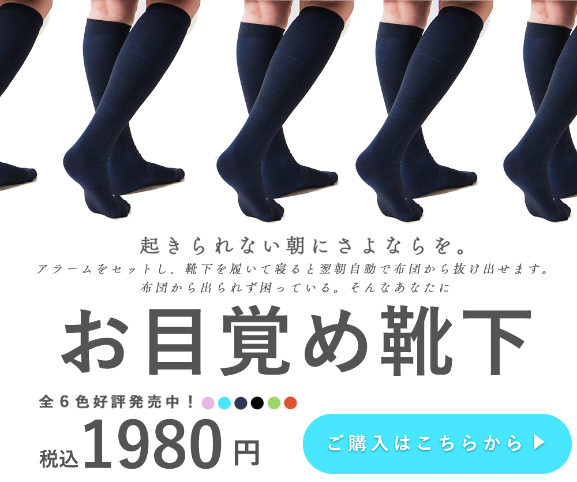 起きられない朝にさよならを。
アラームをセットし、靴下を履いて寝ると翌朝自動で布団から抜け出せます。
布団から出られず困っている。そんなあなたに
お目覚め靴下
全６色好評発売中！
税込1980円
ご購入はこちらから